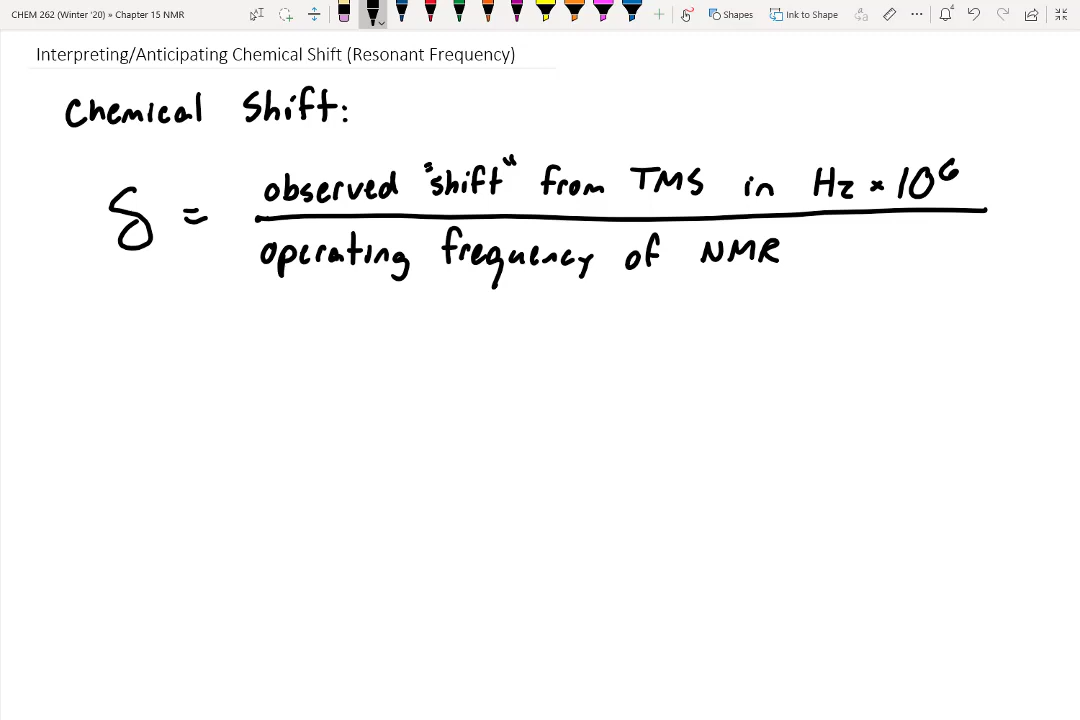 CHEM 262 (Winter '20) » Chapter 15 NMR
Shapes
Ink to Shape
4
Interpreting/Anticipating Chemical Shift (Resonant Frequency)
Chemical Shift:
δ = observed "shift" from TMS in Hz × 10⁶
operating frequency of NMR